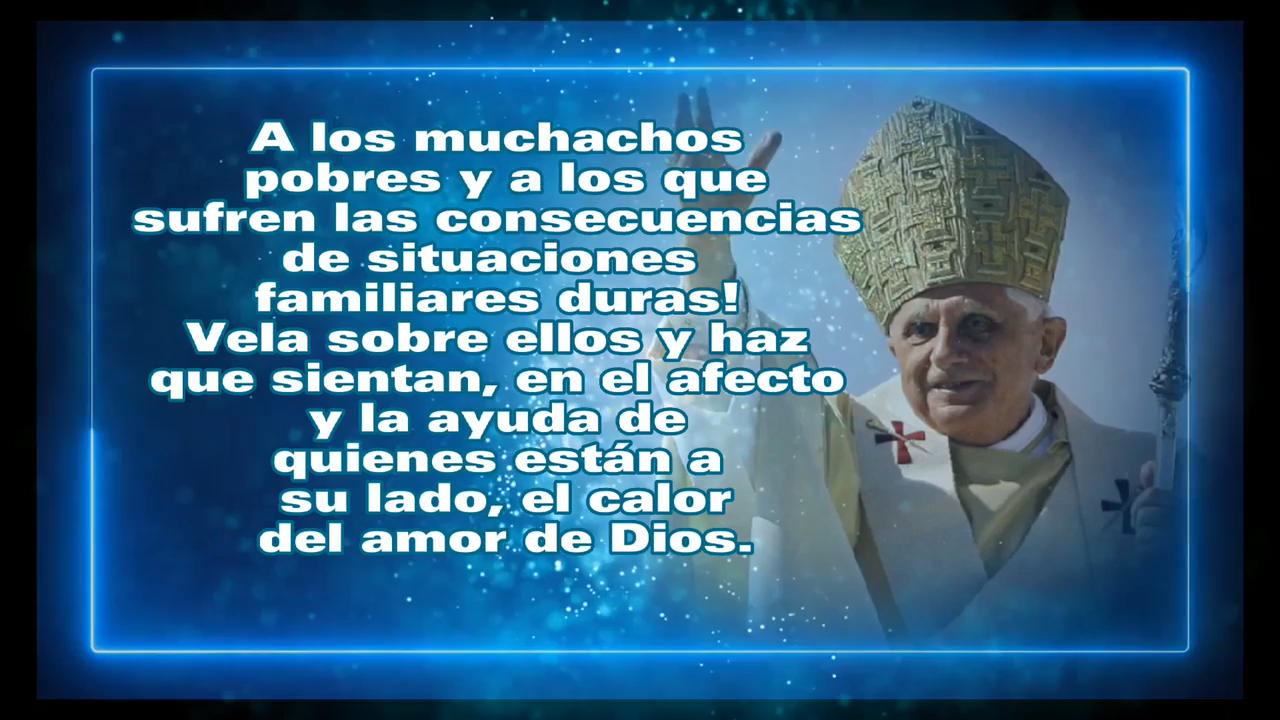 A los muchachos
pobres y a los que
sufren las consecuencias
de situaciones
familiares duras!
Vela sobre ellos y haz
que sientan, en el afecto
y la ayuda de
quienes están a
su lado, el calor
del amor de Dios.